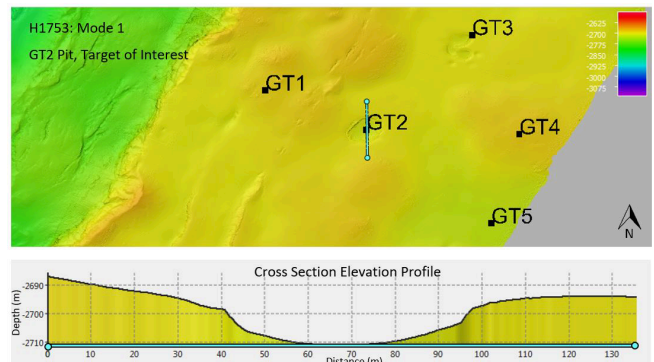 H1753: Mode 1
GT2 Pit, Target of Interest
GT3
GT1
GT2
GT4
GT5
-2625
-2700
-2775
-2850
-2925
-3000
-3075
N
Cross Section Elevation Profile
Depth (m)
-2690
-2700
-2710
0 10 20 30 40 50 60 70 80 90 100 110 120 130
Distance (m)